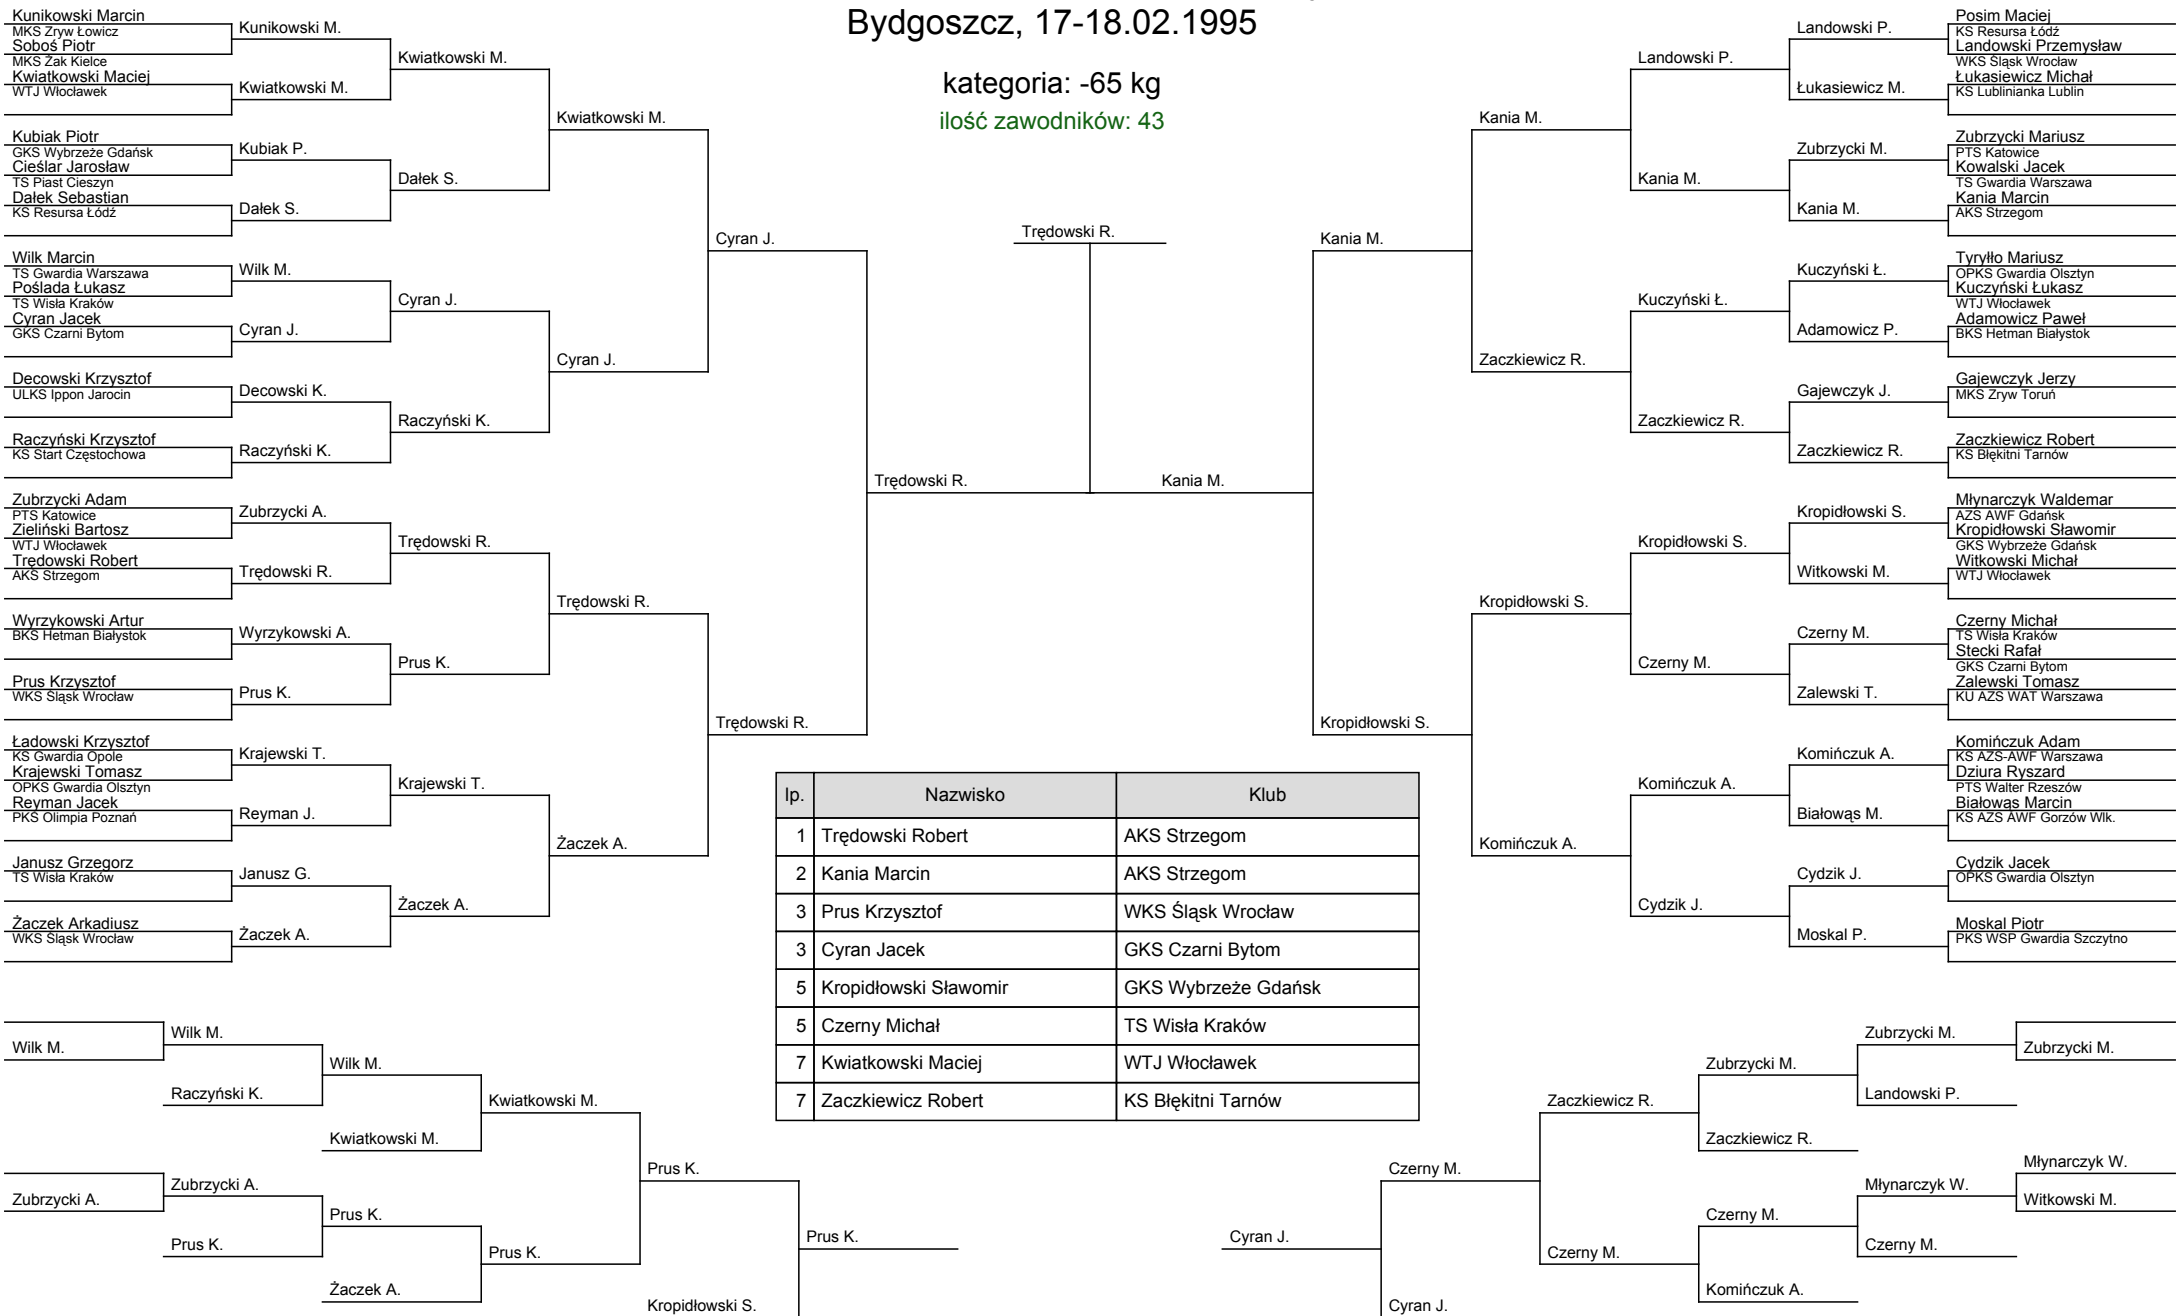 Bydgoszcz, 17-18.02.1995
kategoria: -65 kg
ilość zawodników: 43
Kunikowski Marcin
MKS Zryw Łowicz
Soboś Piotr
MKS Żak Kielce
Kwiatkowski Maciej
WTJ Włocławek
Kubiak Piotr
GKS Wybrzeże Gdańsk
Cieślar Jarosław
TS Piast Cieszyn
Dałek Sebastian
KS Resursa Łódź
Wilk Marcin
TS Gwardia Warszawa
Poślada Łukasz
TS Wisła Kraków
Cyran Jacek
GKS Czarni Bytom
Decowski Krzysztof
ULKS Ippon Jarocin
Raczyński Krzysztof
KS Start Częstochowa
Zubrzycki Adam
PTS Katowice
Zieliński Bartosz
WTJ Włocławek
Trędowski Robert
AKS Strzegom
Wyrzykowski Artur
BKS Hetman Białystok
Prus Krzysztof
WKS Śląsk Wrocław
Ładowski Krzysztof
KS Gwardia Opole
Krajewski Tomasz
OPKS Gwardia Olsztyn
Reyman Jacek
PKS Olimpia Poznań
Janusz Grzegorz
TS Wisła Kraków
Żaczek Arkadiusz
WKS Śląsk Wrocław
Kunikowski M.
Kwiatkowski M.
Kubiak P.
Dałek S.
Wilk M.
Cyran J.
Decowski K.
Raczyński K.
Zubrzycki A.
Trędowski R.
Wyrzykowski A.
Prus K.
Krajewski T.
Reyman J.
Janusz G.
Żaczek A.
Kwiatkowski M.
Dałek S.
Cyran J.
Raczyński K.
Trędowski R.
Prus K.
Krajewski T.
Żaczek A.
Kwiatkowski M.
Cyran J.
Trędowski R.
Żaczek A.
Cyran J.
Trędowski R.
Trędowski R.
Trędowski R.
Kania M.
Kania M.
Kropidłowski S.
Kania M.
Zaczkiewicz R.
Kropidłowski S.
Komińczuk A.
Landowski P.
Kania M.
Kuczyński Ł.
Zaczkiewicz R.
Kropidłowski S.
Czerny M.
Komińczuk A.
Cydzik J.
Landowski P.
Łukasiewicz M.
Zubrzycki M.
Kania M.
Kuczyński Ł.
Adamowicz P.
Gajewczyk J.
Zaczkiewicz R.
Kropidłowski S.
Witkowski M.
Czerny M.
Zalewski T.
Komińczuk A.
Białowąs M.
Cydzik J.
Moskal P.
Posim Maciej
KS Resursa Łódź
Landowski Przemysław
WKS Śląsk Wrocław
Łukasiewicz Michał
KS Lublinianka Lublin
Zubrzycki Mariusz
PTS Katowice
Kowalski Jacek
TS Gwardia Warszawa
Kania Marcin
AKS Strzegom
Tyryłło Mariusz
OPKS Gwardia Olsztyn
Kuczyński Łukasz
WTJ Włocławek
Adamowicz Paweł
BKS Hetman Białystok
Gajewczyk Jerzy
MKS Zryw Toruń
Zaczkiewicz Robert
KS Błękitni Tarnów
Młynarczyk Waldemar
AZS AWF Gdańsk
Kropidłowski Sławomir
GKS Wybrzeże Gdańsk
Witkowski Michał
WTJ Włocławek
Czerny Michał
TS Wisła Kraków
Stecki Rafał
GKS Czarni Bytom
Zalewski Tomasz
KU AZS WAT Warszawa
Komińczuk Adam
KS AZS-AWF Warszawa
Dziura Ryszard
PTS Walter Rzeszów
Białowąs Marcin
KS AZS AWF Gorzów Wlk.
Cydzik Jacek
OPKS Gwardia Olsztyn
Moskal Piotr
PKS WSP Gwardia Szczytno
lp. Nazwisko Klub
1 Trędowski Robert AKS Strzegom
2 Kania Marcin AKS Strzegom
3 Prus Krzysztof WKS Śląsk Wrocław
3 Cyran Jacek GKS Czarni Bytom
5 Kropidłowski Sławomir GKS Wybrzeże Gdańsk
5 Czerny Michał TS Wisła Kraków
7 Kwiatkowski Maciej WTJ Włocławek
7 Zaczkiewicz Robert KS Błękitni Tarnów
Wilk M.
Zubrzycki A.
Wilk M.
Raczyński K.
Zubrzycki A.
Prus K.
Wilk M.
Kwiatkowski M.
Prus K.
Żaczek A.
Kwiatkowski M.
Prus K.
Prus K.
Kropidłowski S.
Prus K.
Cyran J.
Czerny M.
Cyran J.
Zaczkiewicz R.
Czerny M.
Zubrzycki M.
Zaczkiewicz R.
Czerny M.
Komińczuk A.
Zubrzycki M.
Landowski P.
Młynarczyk W.
Czerny M.
Zubrzycki M.
Młynarczyk W.
Witkowski M.